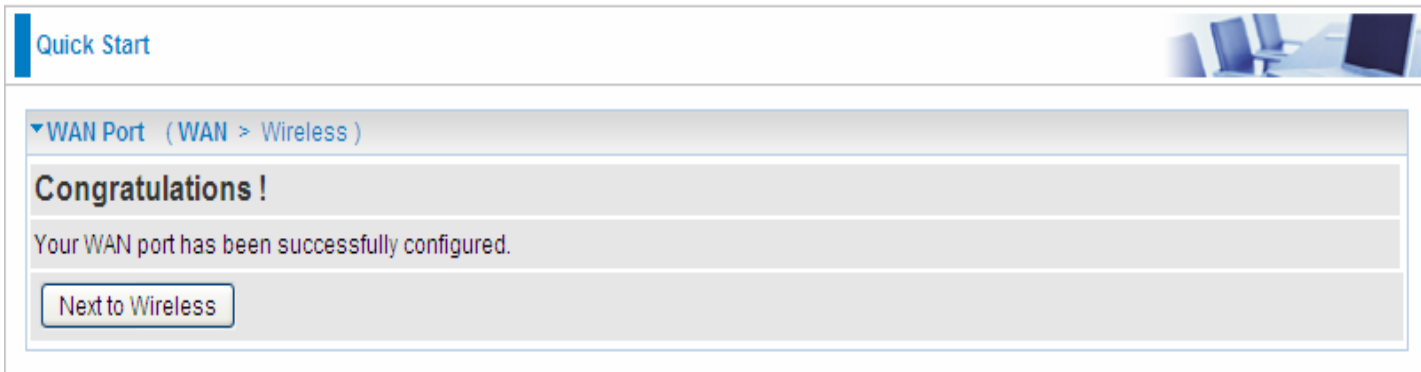 Quick Start
WAN Port ( WAN > Wireless )
Congratulations !
Your WAN port has been successfully configured.
Next to Wireless